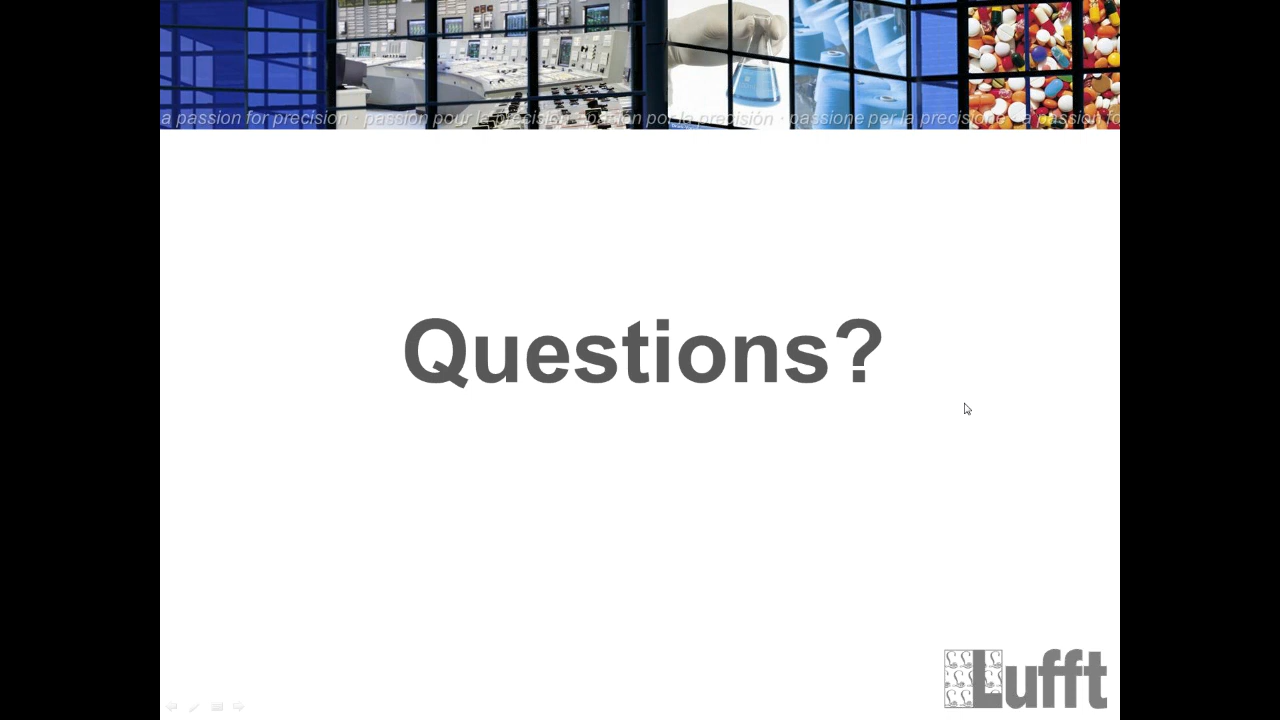 a passion for precision · passion pour la précision · pasión por la precisión · passione per la precisione · a passion fo
Questions?
Lufft